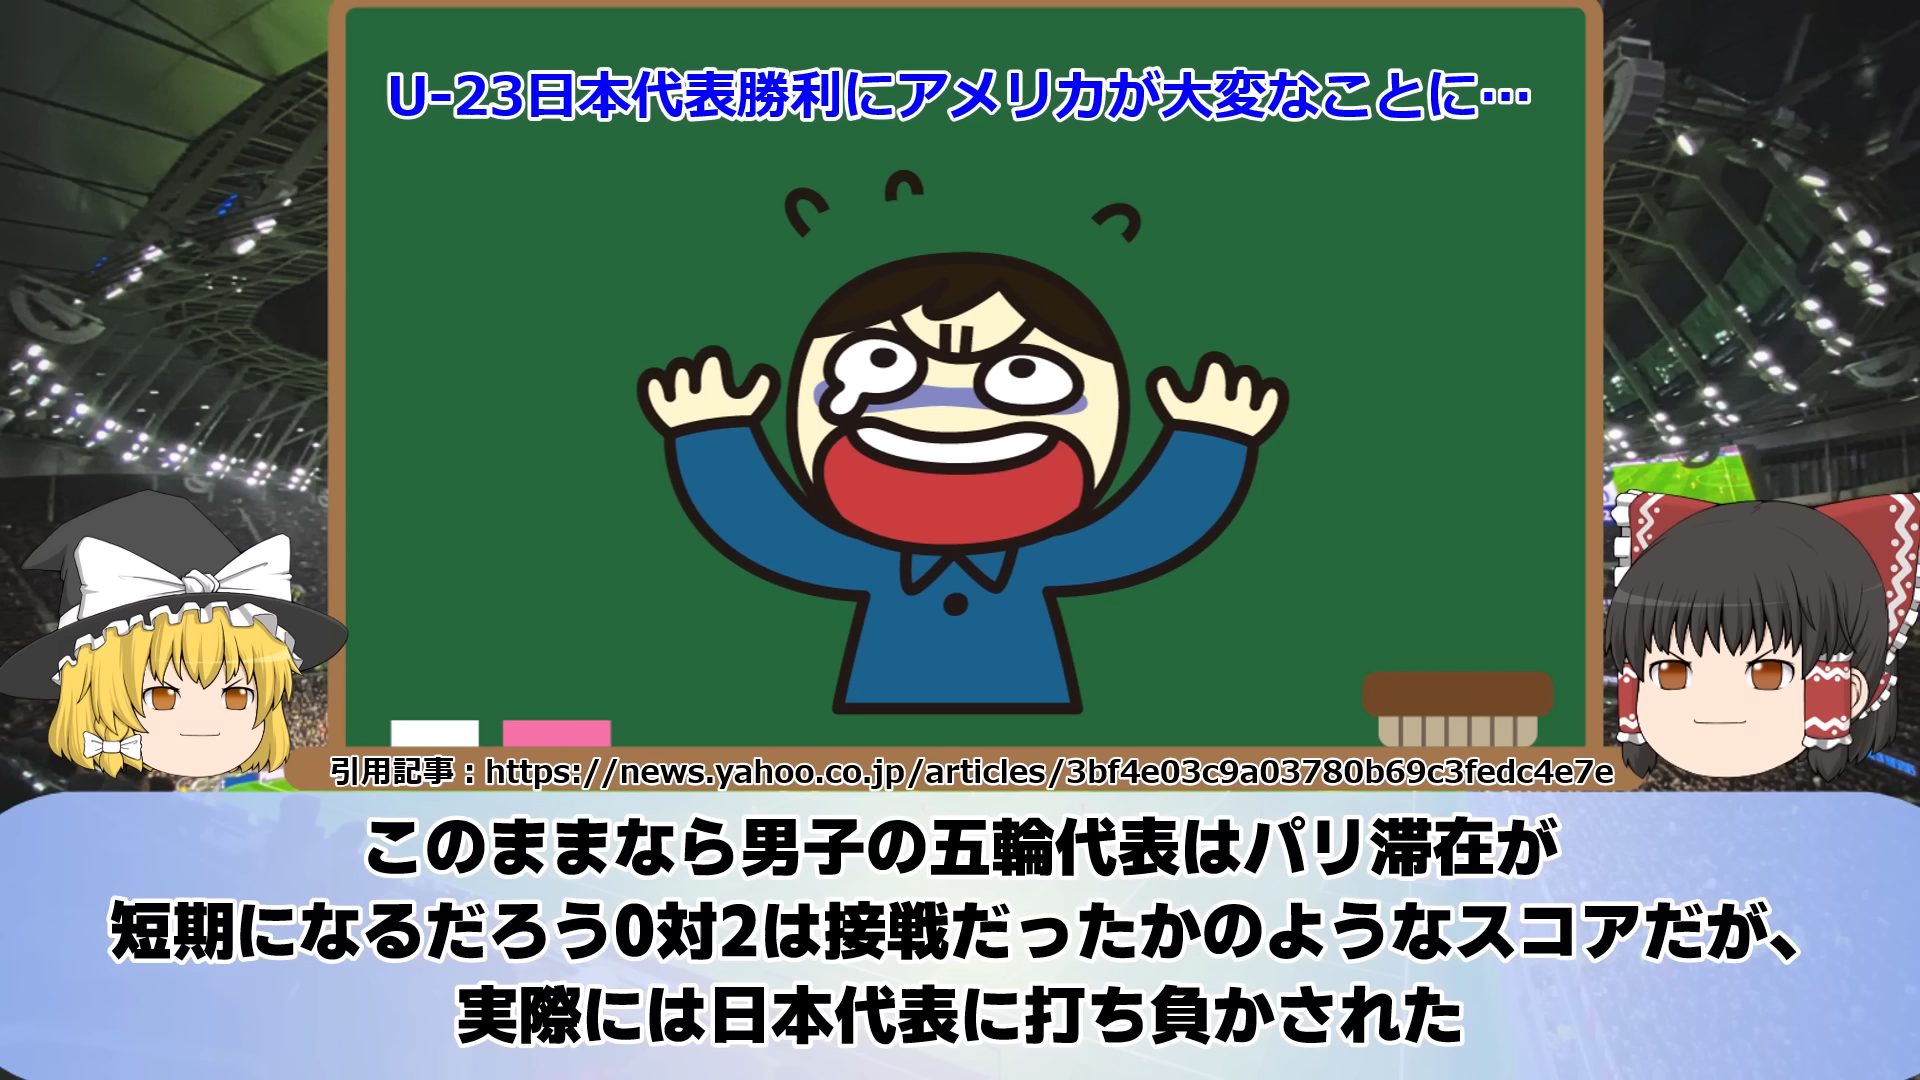 U-23日本代表勝利にアメリカが大変なことに…
引用記事：https://news.yahoo.co.jp/articles/3bf4e03c9a03780b69c3fedc4e7e
このままなら男子の五輪代表はパリ滞在が
短期になるだろう0対2は接戦だったかのようなスコアだが、
実際には日本代表に打ち負かされた